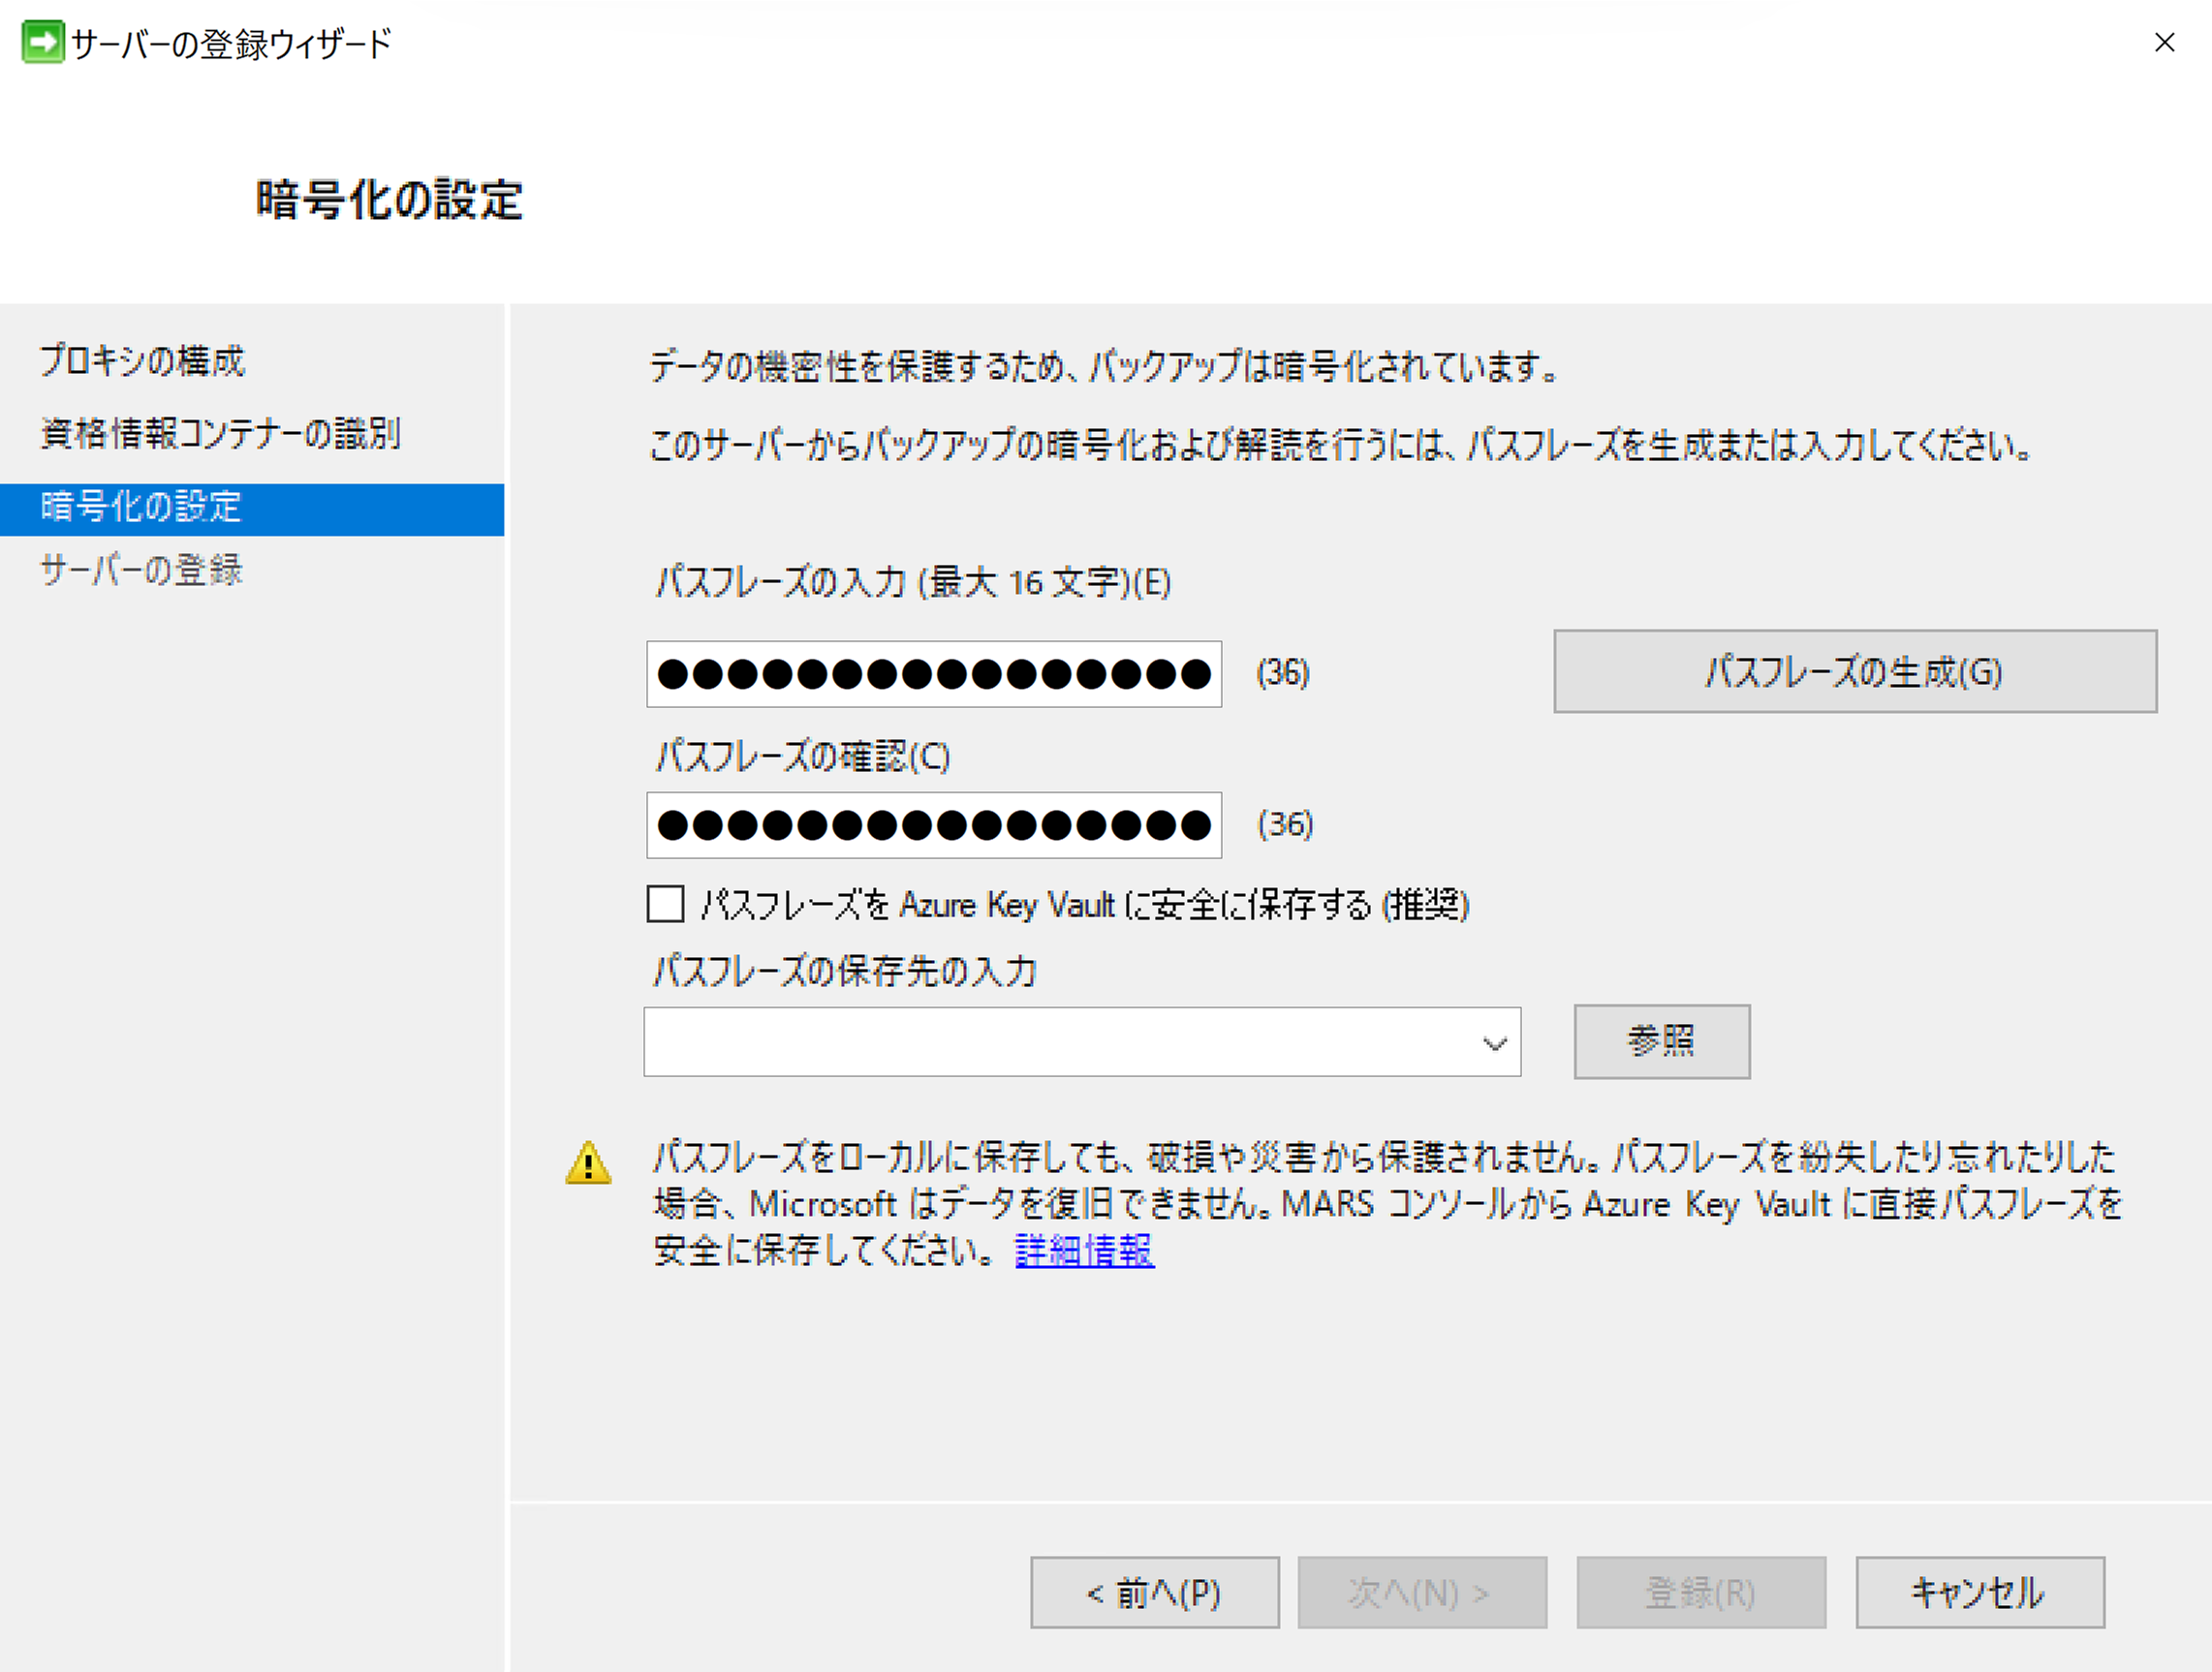 サーバーの登録ウィザード
暗号化の設定
プロキシの構成
資格情報コンテナーの識別
暗号化の設定
サーバーの登録
データの機密性を保護するため、バックアップは暗号化されています。
このサーバーからバックアップの暗号化および解読を行うには、パスフレーズを生成または入力してください。
パスフレーズの入力 (最大 16 文字)(E)
●●●●●●●●●●●●●●●● (36) パスフレーズの生成(G)
パスフレーズの確認(C)
●●●●●●●●●●●●●●●● (36)
パスフレーズを Azure Key Vault に安全に保存する (推奨)
パスフレーズの保存先の入力
参照
パスフレーズをローカルに保存しても、破損や災害から保護されません。パスフレーズを紛失したり忘れたりした
場合、Microsoft はデータを復旧できません。MARS コンソールから Azure Key Vault に直接パスフレーズを
安全に保存してください。 詳細情報
< 前へ(P) 次へ(N) > 登録(R) キャンセル